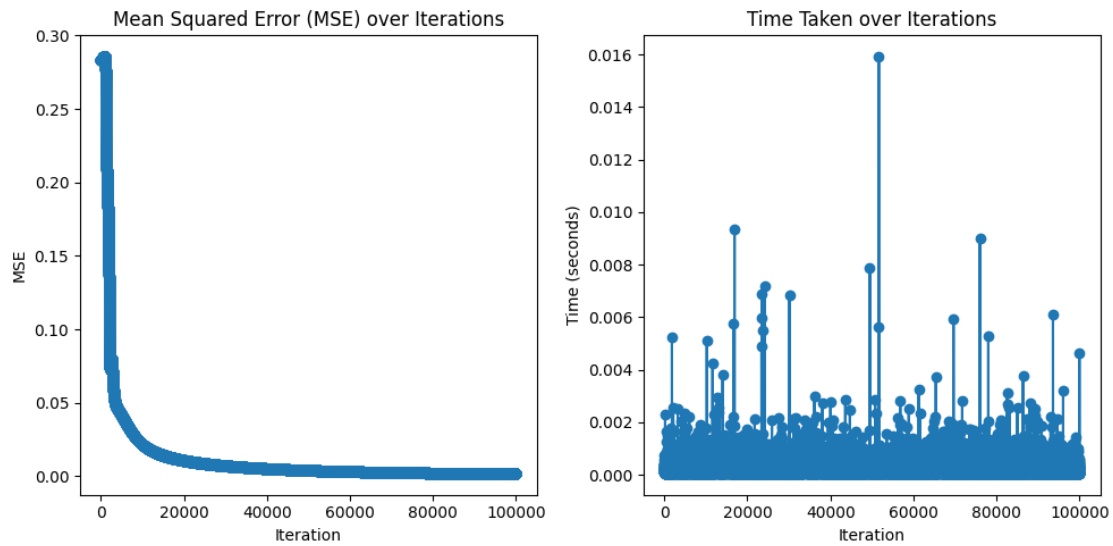 Mean Squared Error (MSE) over Iterations
0.30
0.25
0.20
0.15
0.10
0.05
0.00
MSE
0 20000 40000 60000 80000 100000
Iteration
Time Taken over Iterations
0.016
0.014
0.012
0.010
0.008
0.006
0.004
0.002
0.000
Time (seconds)
0 20000 40000 60000 80000 100000
Iteration